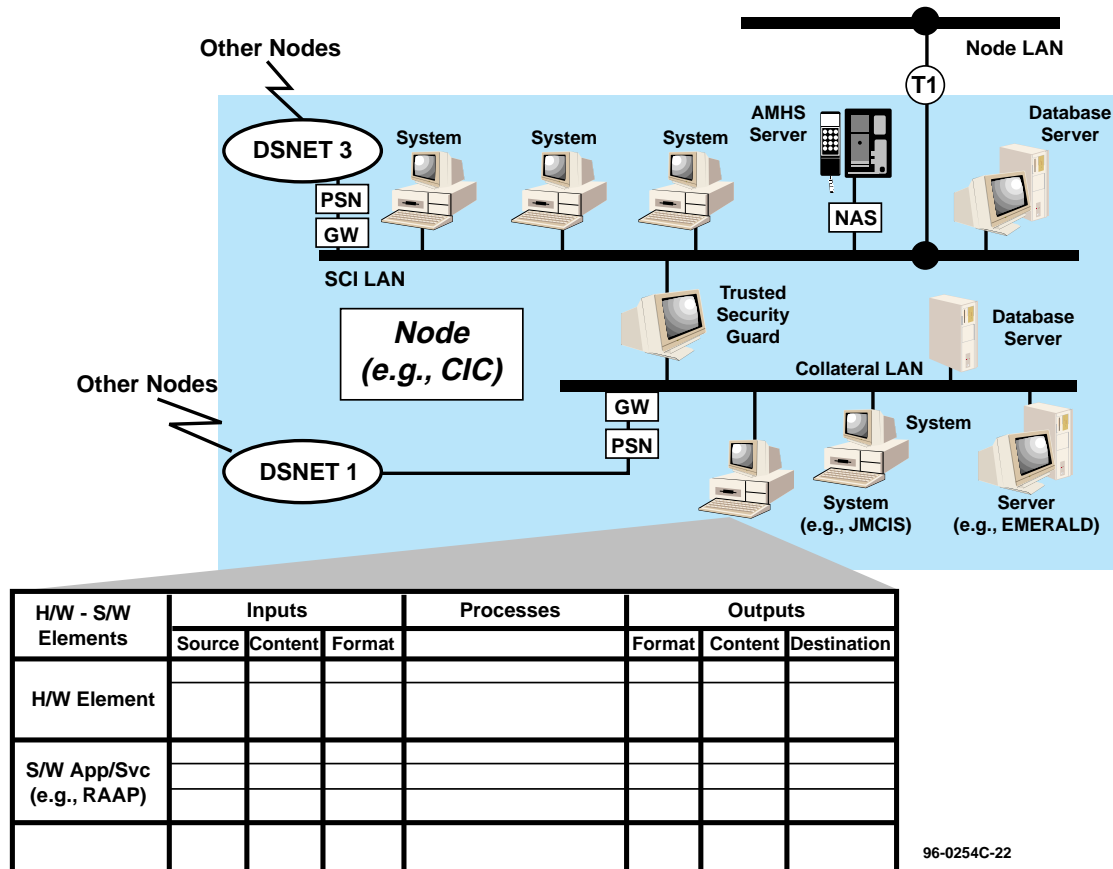 Node LAN
Other Nodes
T1
DSNET 3
System
System
System
AMHS
Server
Database
Server
PSN
GW
NAS
SCI LAN
Node
(e.g., CIC)
Trusted
Security
Guard
Database
Server
Collateral LAN
Other Nodes
GW
PSN
DSNET 1
System
System
(e.g., JMCIS)
Server
(e.g., EMERALD)
H/W - S/W
Elements
Inputs
Processes
Outputs
Source Content Format
Format Content Destination
H/W Element
S/W App/Svc
(e.g., RAAP)
96-0254C-22